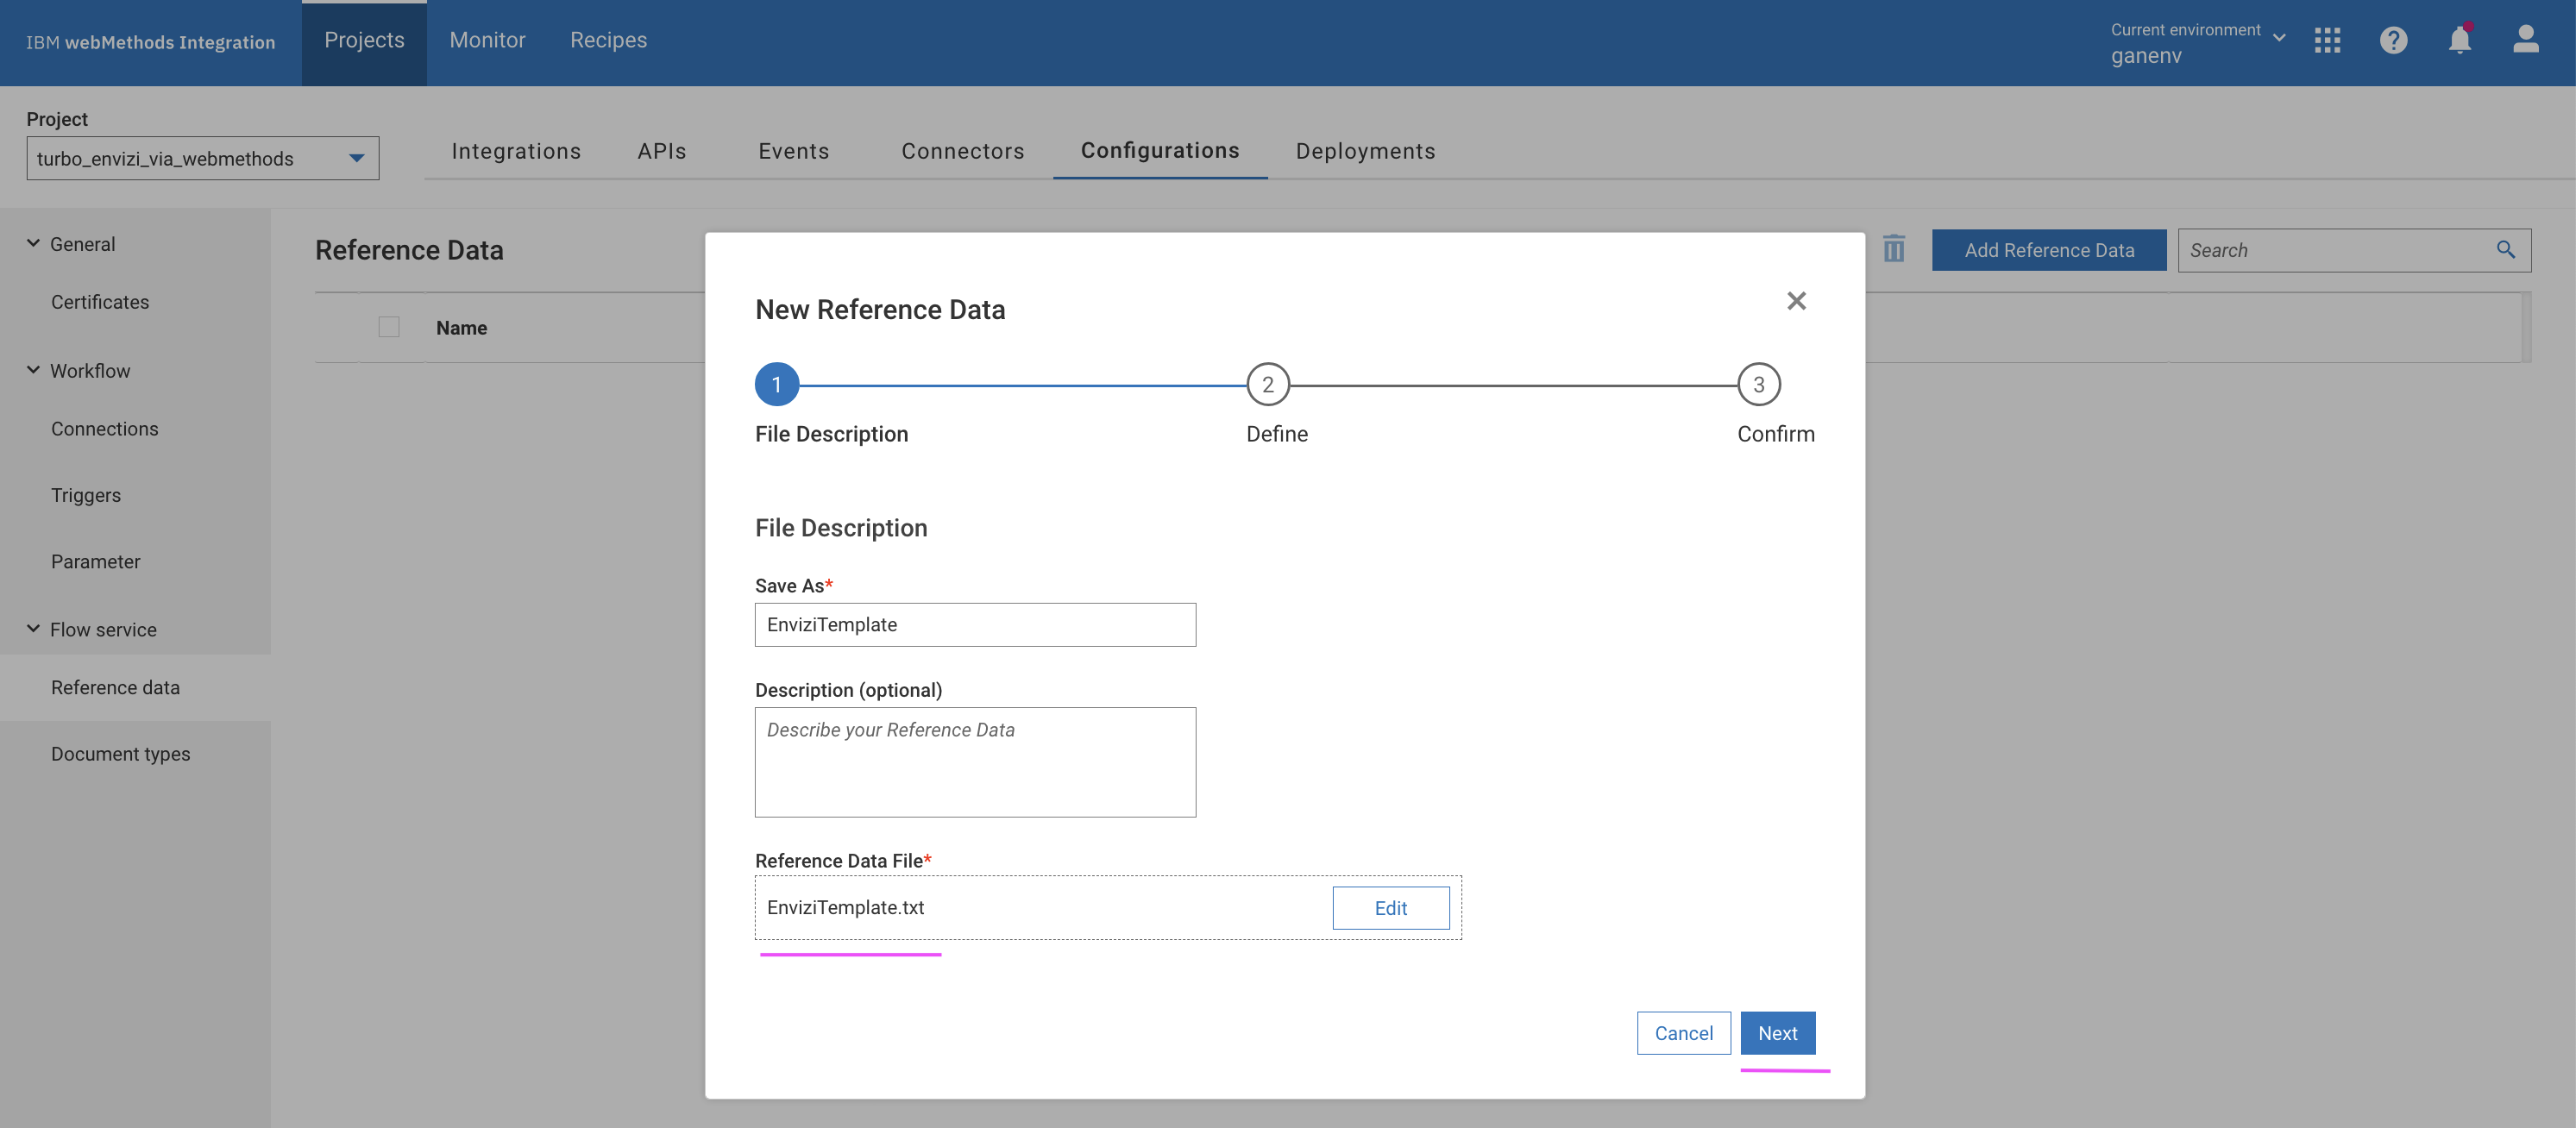 IBM webMethods Integration
Projects
Monitor
Recipes
Current environment
ganenv
Project
turbo_envizi_via_webmethods
Integrations
APIs
Events
Connectors
Configurations
Deployments
General
Certificates
Workflow
Connections
Triggers
Parameter
Flow service
Reference data
Document types
Reference Data
Add Reference Data
Search
Name
New Reference Data
1
2
3
File Description
Define
Confirm
File Description
Save As*
EnviziTemplate
Description (optional)
Describe your Reference Data
Reference Data File*
EnviziTemplate.txt
Edit
Cancel
Next